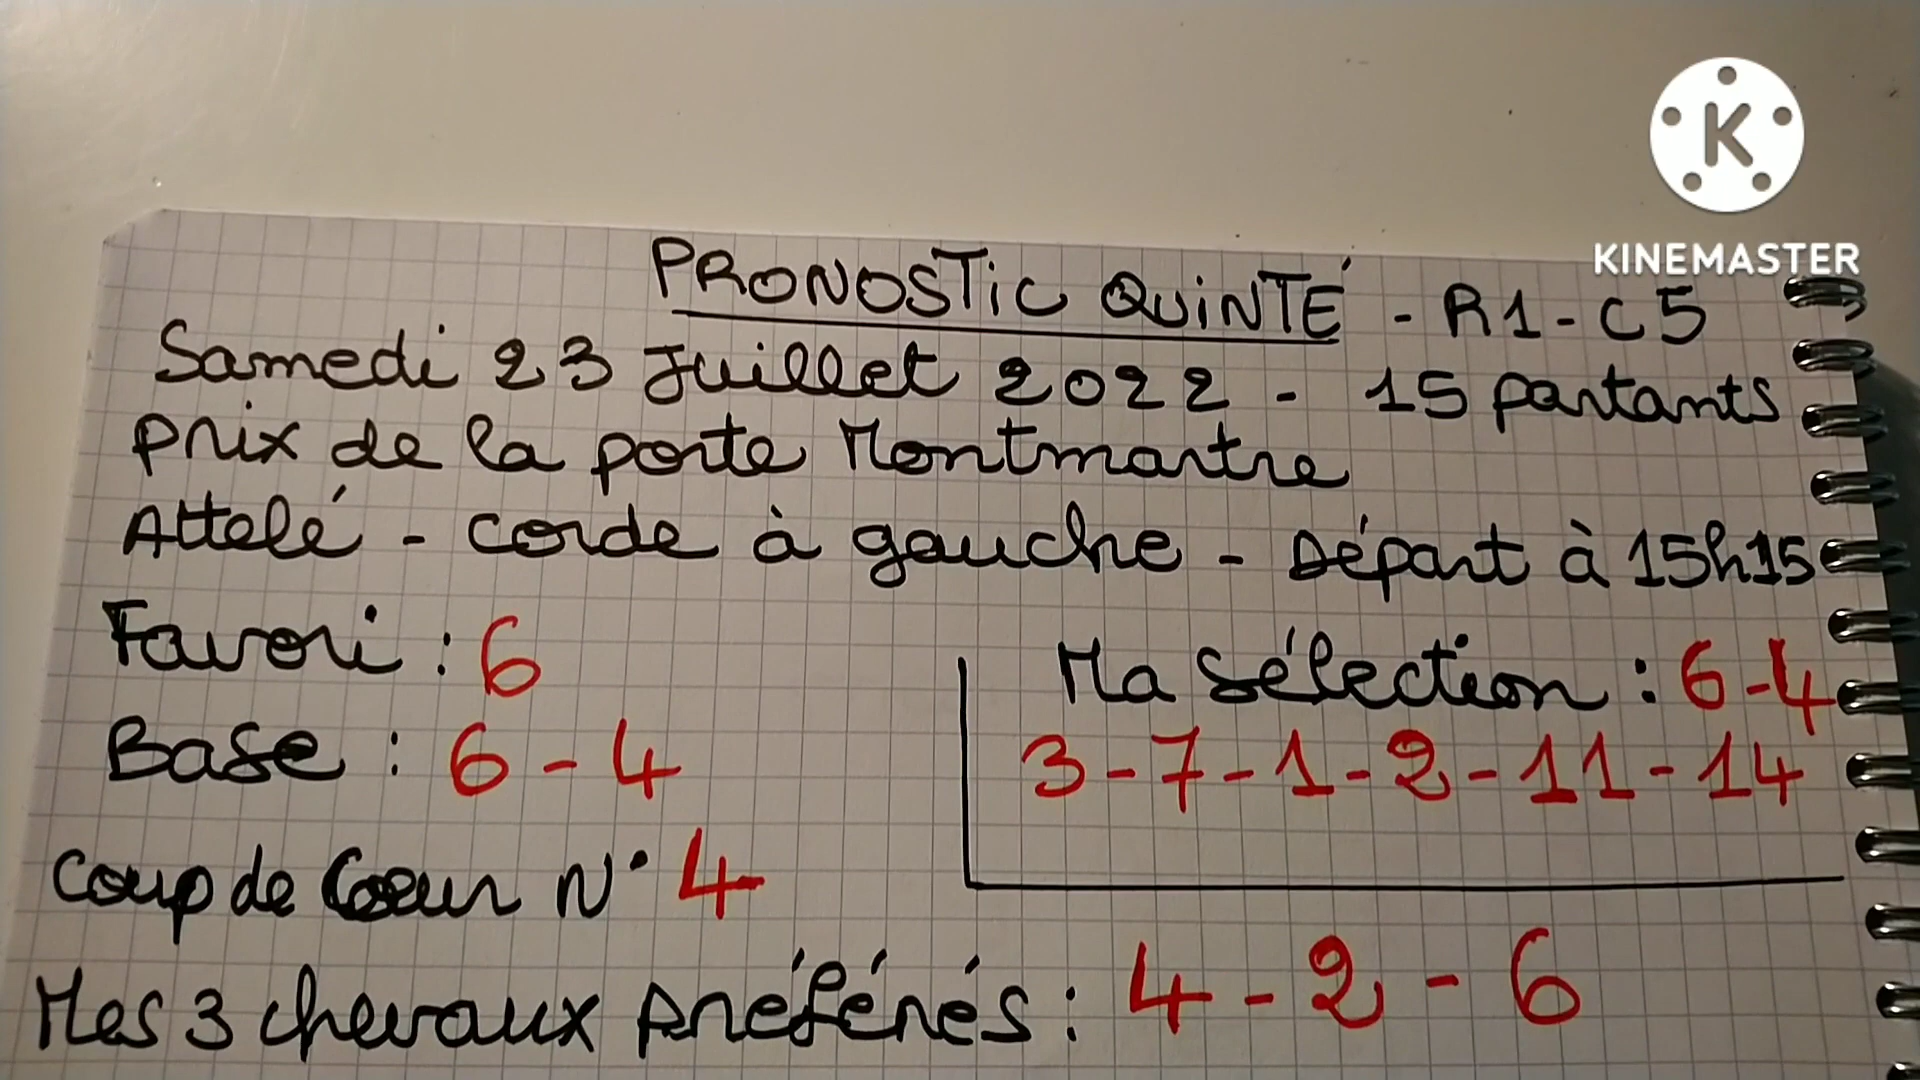 KINEMASTER
PRONOSTIC QUINTÉ - R1 - C5
Samedi 23 Juillet 2022 - 15 partants
Prix de la porte Montmartre
Attelé - corde à gauche - Départ à 15h15
Favori : 6
Base : 6 - 4
Coup de Coeur N° 4
Ma sélection : 6 - 4
3 - 7 - 1 - 2 - 11 - 14
Mes 3 chevaux préférés : 4 - 2 - 6